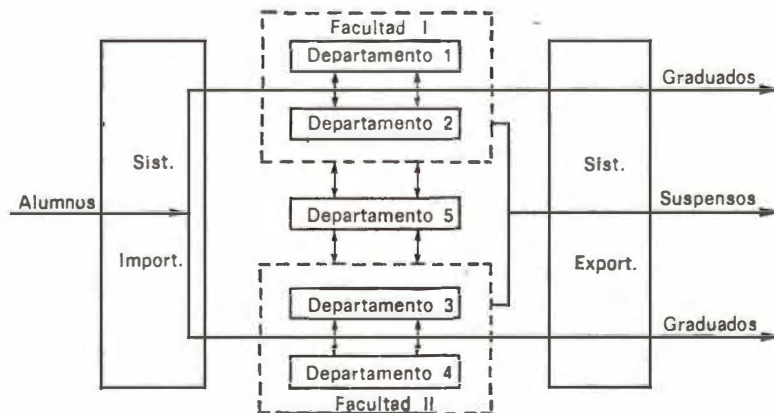 Facultad I
Departamento 1
Graduados
Departamento 2
Sist.
Sist.
Alumnos
Departamento 5
Suspensos
Import.
Export.
Departamento 3
Graduados
Departamento 4
Facultad II